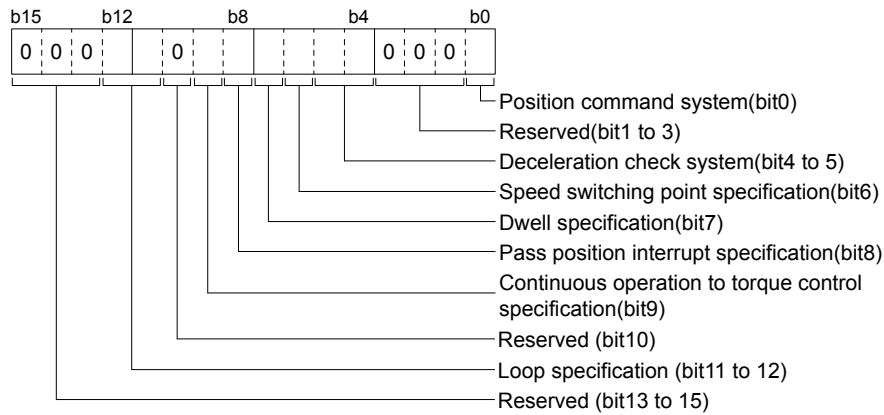 b15 b12 b8 b4 b0
0 0 0 0 0 0 0
Position command system(bit0)
Reserved(bit1 to 3)
Deceleration check system(bit4 to 5)
Speed switching point specification(bit6)
Dwell specification(bit7)
Pass position interrupt specification(bit8)
Continuous operation to torque control
specification(bit9)
Reserved (bit10)
Loop specification (bit11 to 12)
Reserved (bit13 to 15)